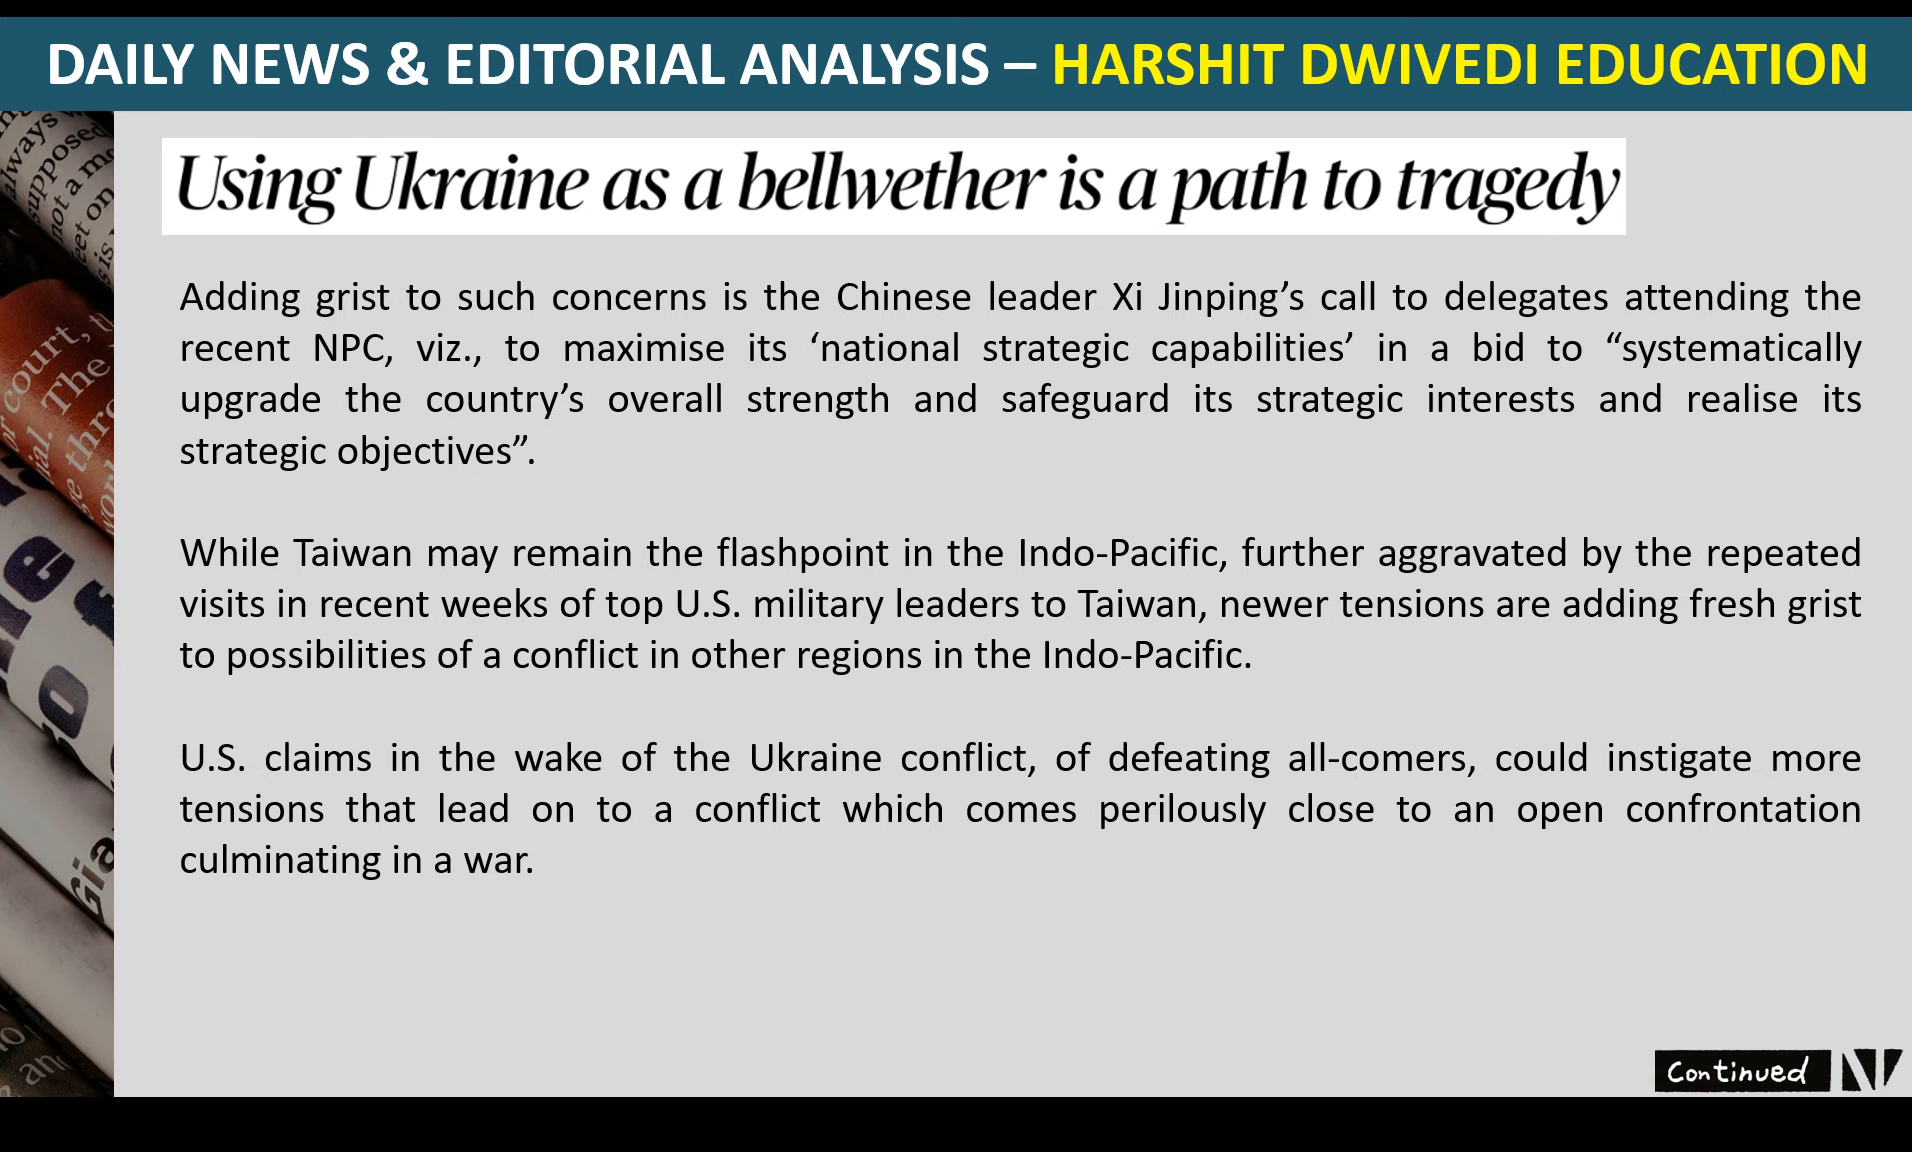 DAILY NEWS & EDITORIAL ANALYSIS – HARSHIT DWIVEDI EDUCATION
Using Ukraine as a bellwether is a path to tragedy
Adding grist to such concerns is the Chinese leader Xi Jinping’s call to delegates attending the
recent NPC, viz., to maximise its ‘national strategic capabilities’ in a bid to “systematically
upgrade the country’s overall strength and safeguard its strategic interests and realise its
strategic objectives”.
While Taiwan may remain the flashpoint in the Indo-Pacific, further aggravated by the repeated
visits in recent weeks of top U.S. military leaders to Taiwan, newer tensions are adding fresh grist
to possibilities of a conflict in other regions in the Indo-Pacific.
U.S. claims in the wake of the Ukraine conflict, of defeating all-comers, could instigate more
tensions that lead on to a conflict which comes perilously close to an open confrontation
culminating in a war.
always
supposed
not a
court,
The
Continued